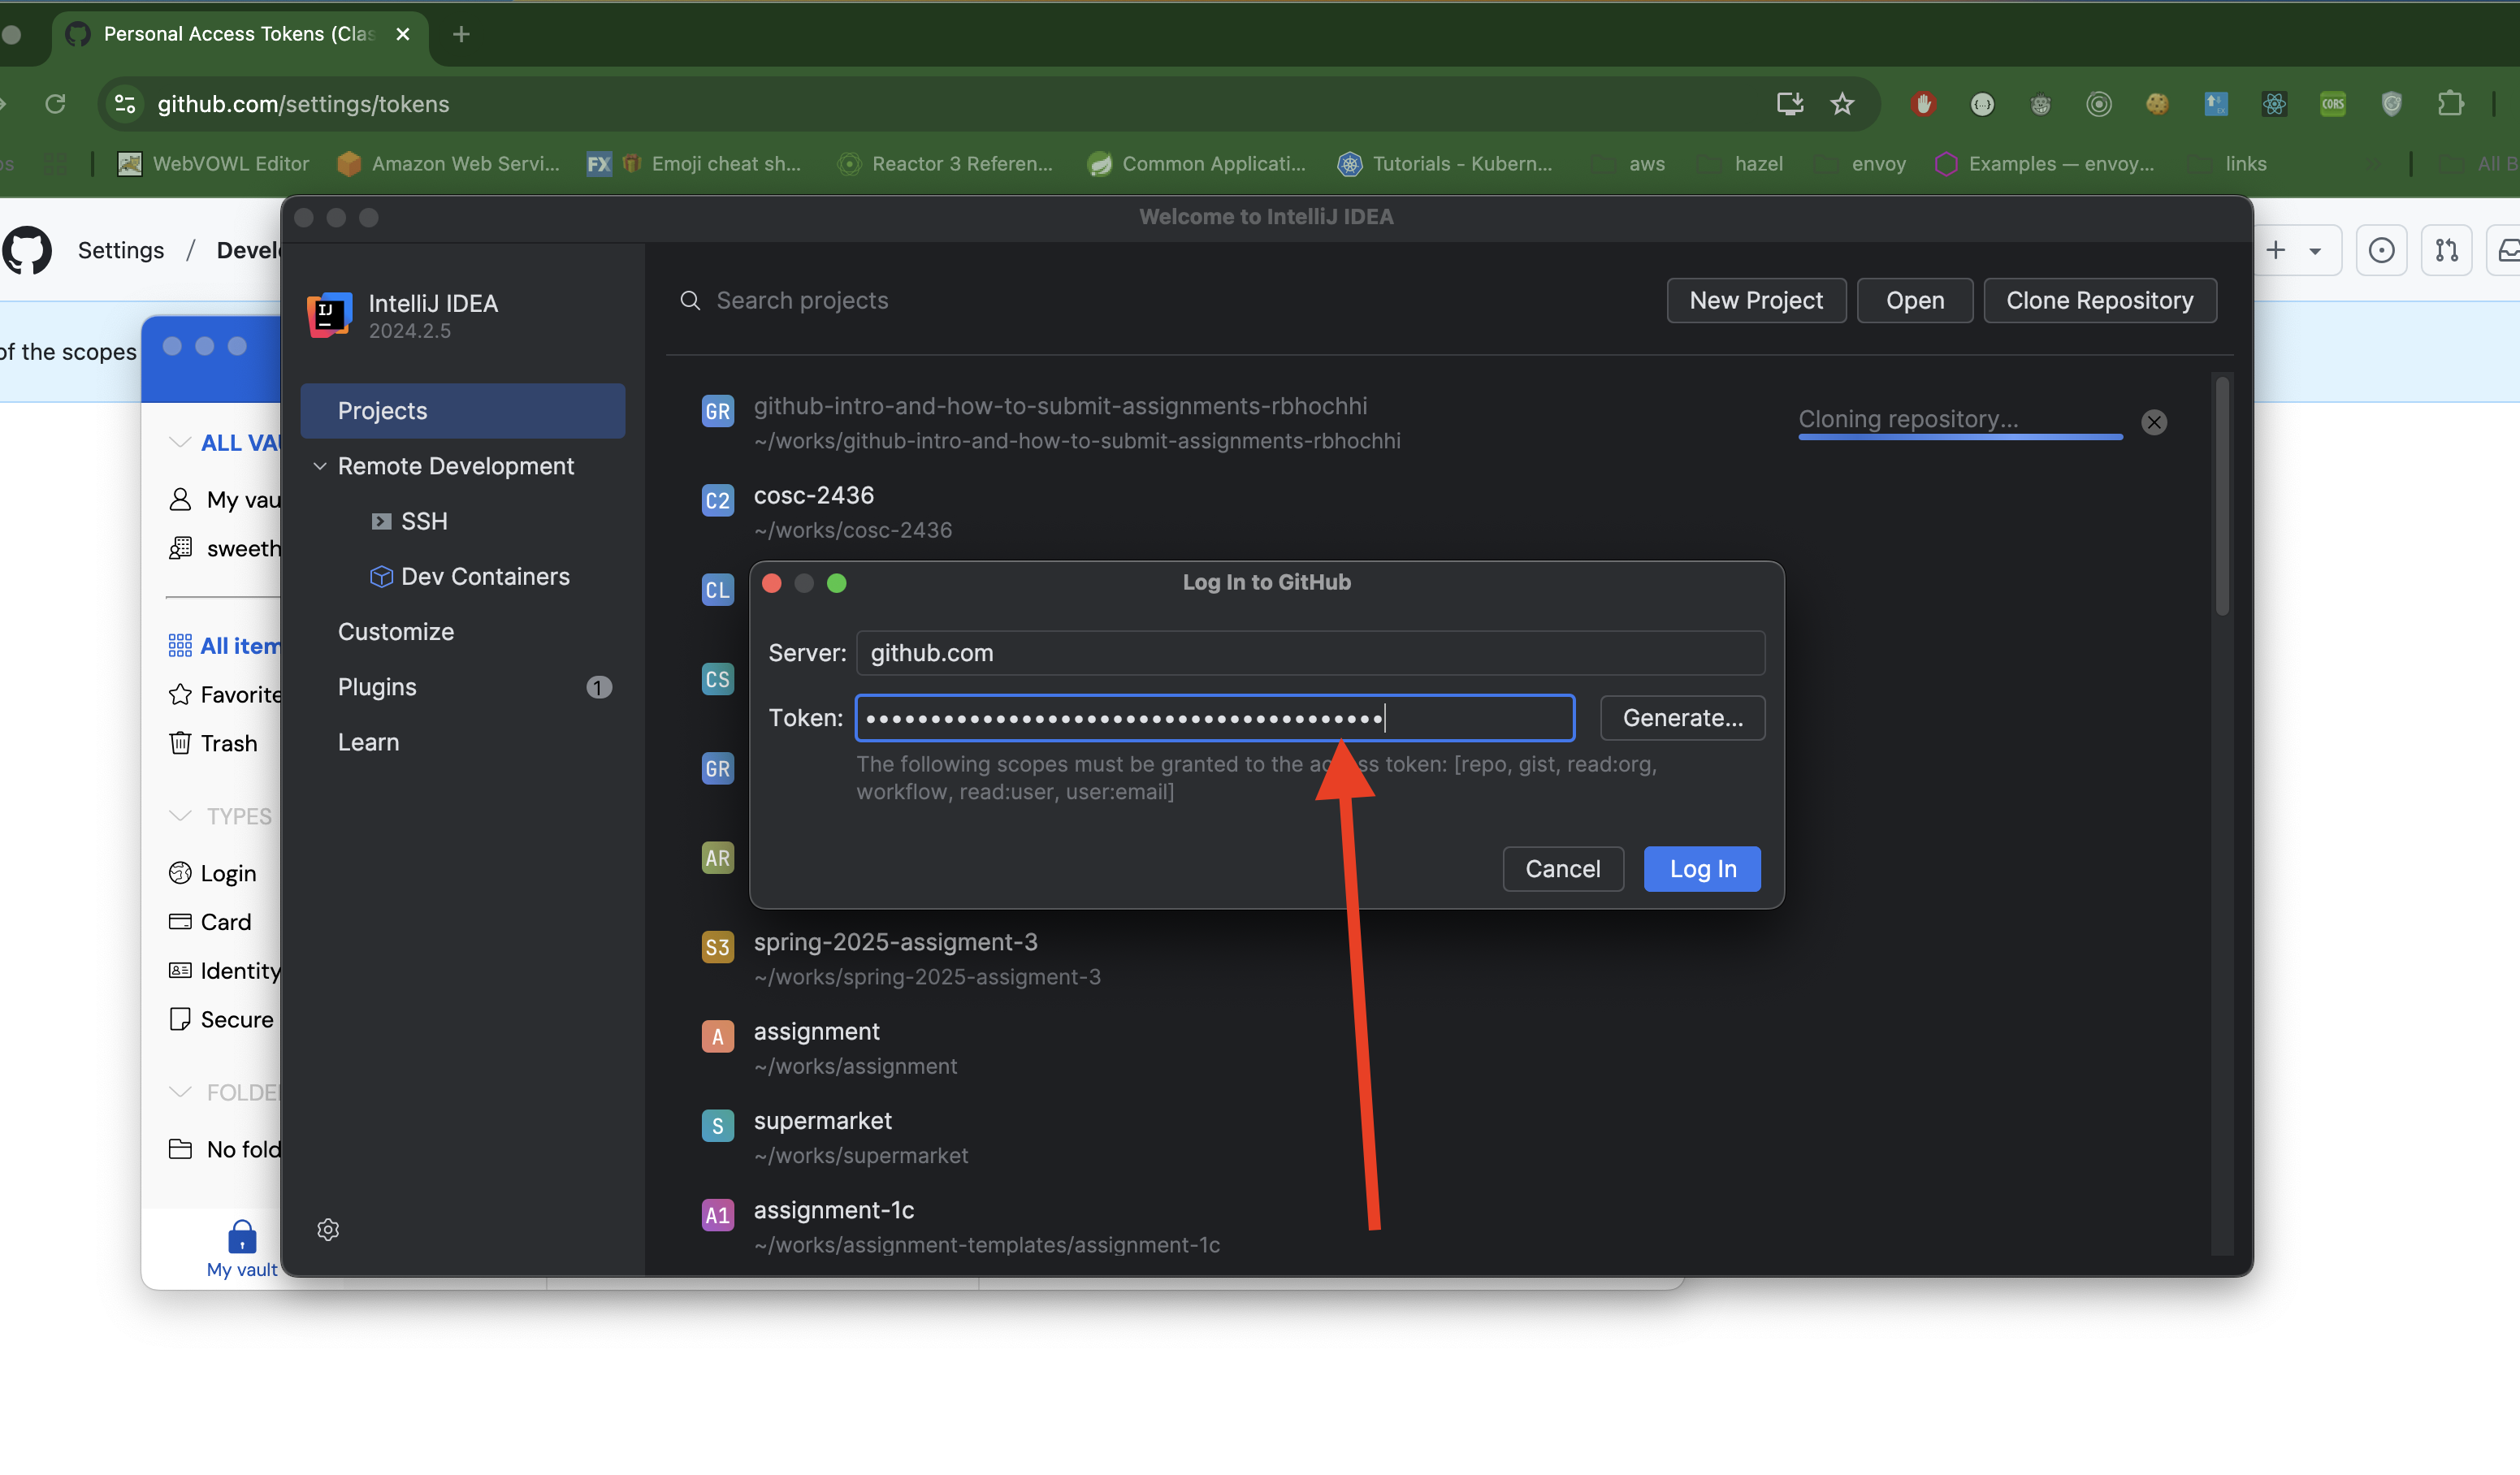 Personal Access Tokens (Clas
github.com/settings/tokens
WebVOWL Editor
Amazon Web Servi...
FX
Emoji cheat sh...
Reactor 3 Referen...
Common Applicati...
Tutorials - Kubern...
aws
hazel
envoy
Examples — envoy...
links
All B
CORS
Settings / Develo
of the scopes
ALL VAU
My vau
sweeth
All item
Favorite
Trash
TYPES
Login
Card
Identity
Secure
FOLDE
No fold
My vault
Welcome to IntelliJ IDEA
IJ
IntelliJ IDEA
2024.2.5
Projects
Remote Development
SSH
Dev Containers
Customize
Plugins
1
Learn
Search projects
New Project
Open
Clone Repository
GR
github-intro-and-how-to-submit-assignments-rbhochhi
~/works/github-intro-and-how-to-submit-assignments-rbhochhi
Cloning repository...
C2
cosc-2436
~/works/cosc-2436
CL
CS
GR
AR
Log In to GitHub
Server: github.com
Token:
Generate...
The following scopes must be granted to the access token: [repo, gist, read:org,
workflow, read:user, user:email]
Cancel
Log In
S3
spring-2025-assigment-3
~/works/spring-2025-assigment-3
A
assignment
~/works/assignment
S
supermarket
~/works/supermarket
A1
assignment-1c
~/works/assignment-templates/assignment-1c